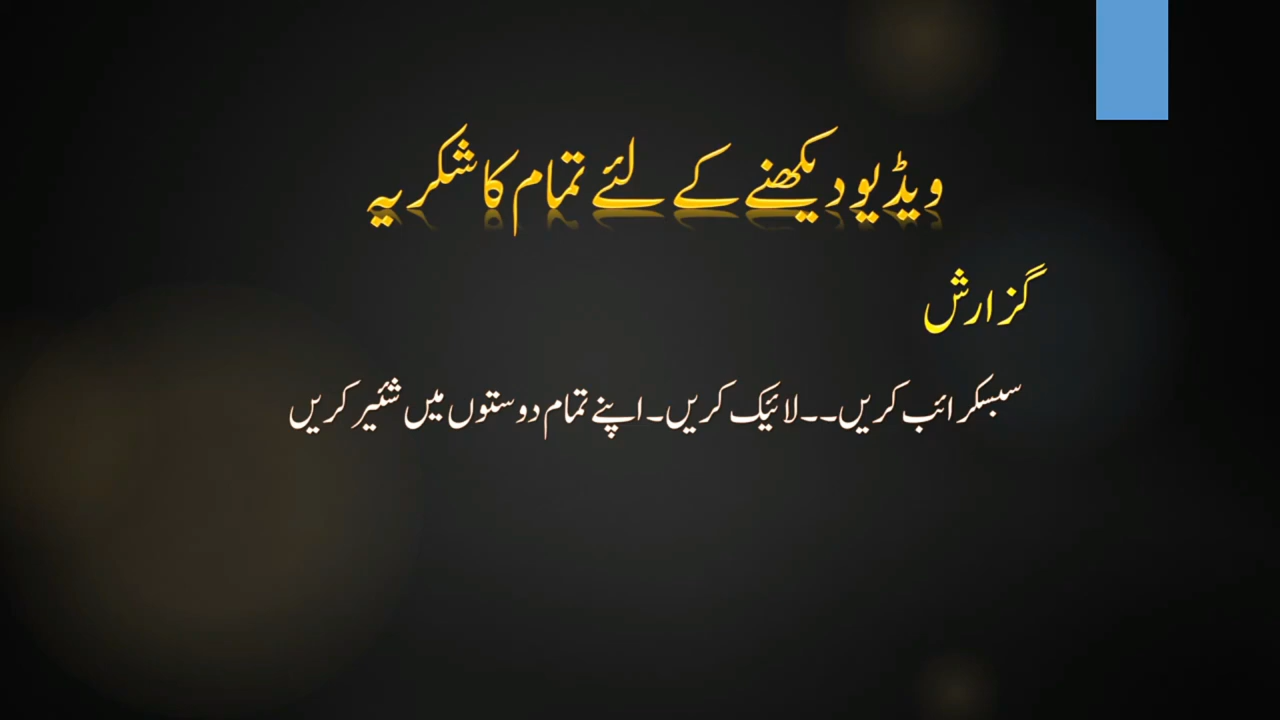 ویڈیو دیکھنے کے لئے تمام کا شکریہ
گزارش
سبسکرائب کریں۔۔لائیک کریں۔اپنے تمام دوستوں میں شئیر کریں